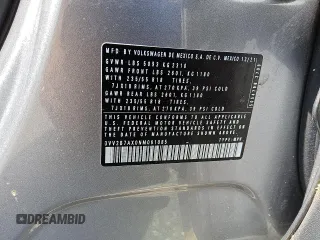 MFD. BY VOLKSWAGEN DE MEXICO S.A. DE C.V. MEXICO 12/21
GVWR LBS 5093 KG 2310
GAWR FRONT LBS 2601, KG 1180
WITH 235/55 R18 TIRES,
7JX18 RIMS, AT 270 KPA, 39 PSI COLD
GAWR REAR LBS 2601, KG 1180
WITH 235/55 R18 TIRES,
7JX18 RIMS, AT 270 KPA, 39 PSI COLD
THIS VEHICLE CONFORMS TO ALL APPLICABLE
U.S. FEDERAL MOTOR VEHICLE SAFETY, BUMPER
AND THEFT PREVENTION STANDARDS IN EFFECT
ON THE DATE OF MANUFACTURE SHOWN ABOVE.
TYPE: MPV
DREAMBID